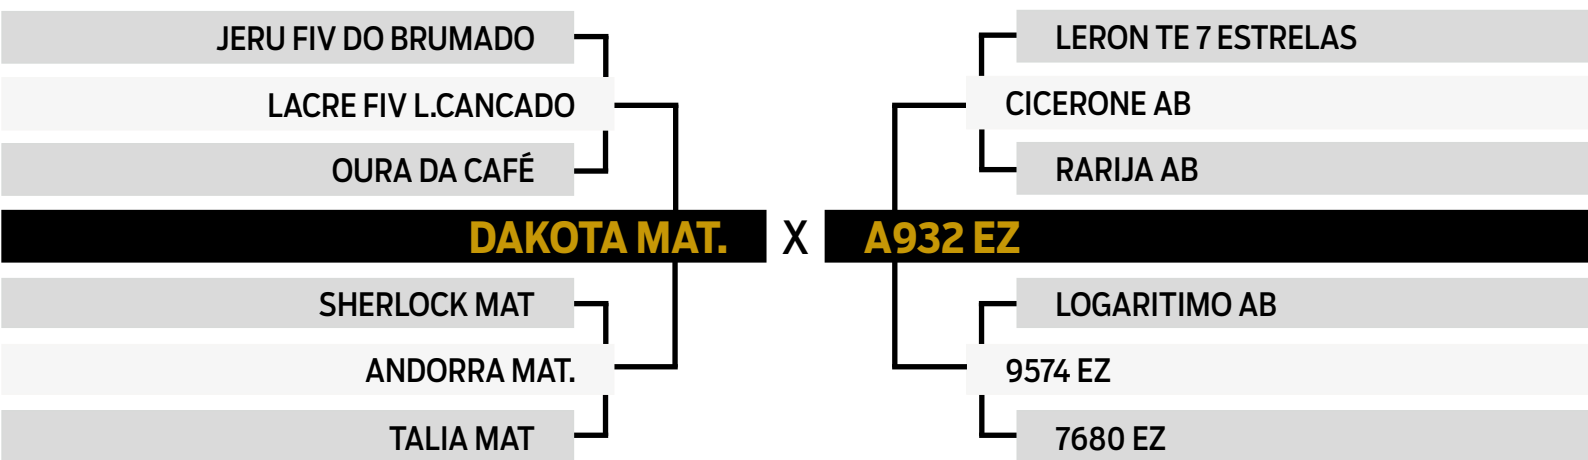 JERU FIV DO BRUMADO
LACRE FIV L.CANCADO
OURA DA CAFÉ
DAKOTA MAT.
SHERLOCK MAT
ANDORRA MAT.
TALIA MAT
X
LERON TE 7 ESTRELAS
CICERONE AB
RARIJA AB
A932 EZ
LOGARITIMO AB
9574 EZ
7680 EZ